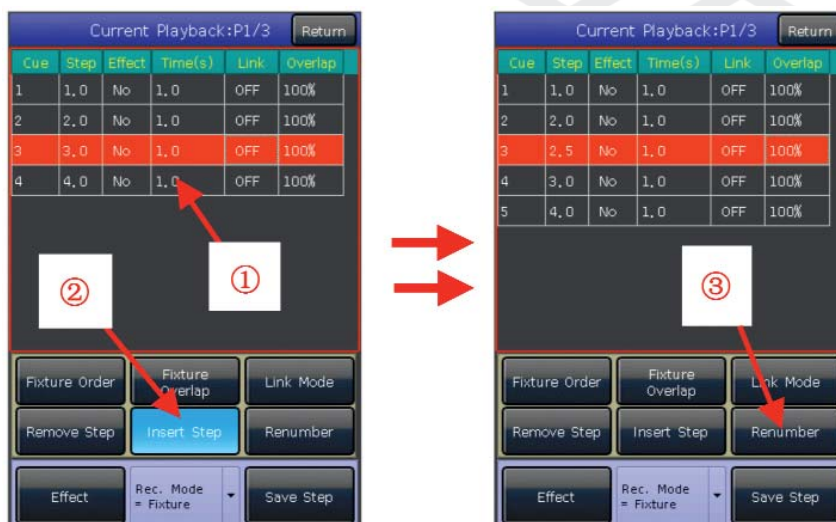 Current Playback:P1/3 Return
Cue Step Effect Time(s) Link Overlap
1 1.0 No 1.0 OFF 100%
2 2.0 No 1.0 OFF 100%
3 3.0 No 1.0 OFF 100%
4 4.0 No 1.0 OFF 100%
①
②
Fixture Order Fixture Overlap Link Mode
Remove Step Insert Step Renumber
Effect Rec. Mode = Fixture Save Step
Current Playback:P1/3 Return
Cue Step Effect Time(s) Link Overlap
1 1.0 No 1.0 OFF 100%
2 2.0 No 1.0 OFF 100%
3 2.5 No 1.0 OFF 100%
4 3.0 No 1.0 OFF 100%
5 4.0 No 1.0 OFF 100%
③
Fixture Order Fixture Overlap Link Mode
Remove Step Insert Step Renumber
Effect Rec. Mode = Fixture Save Step